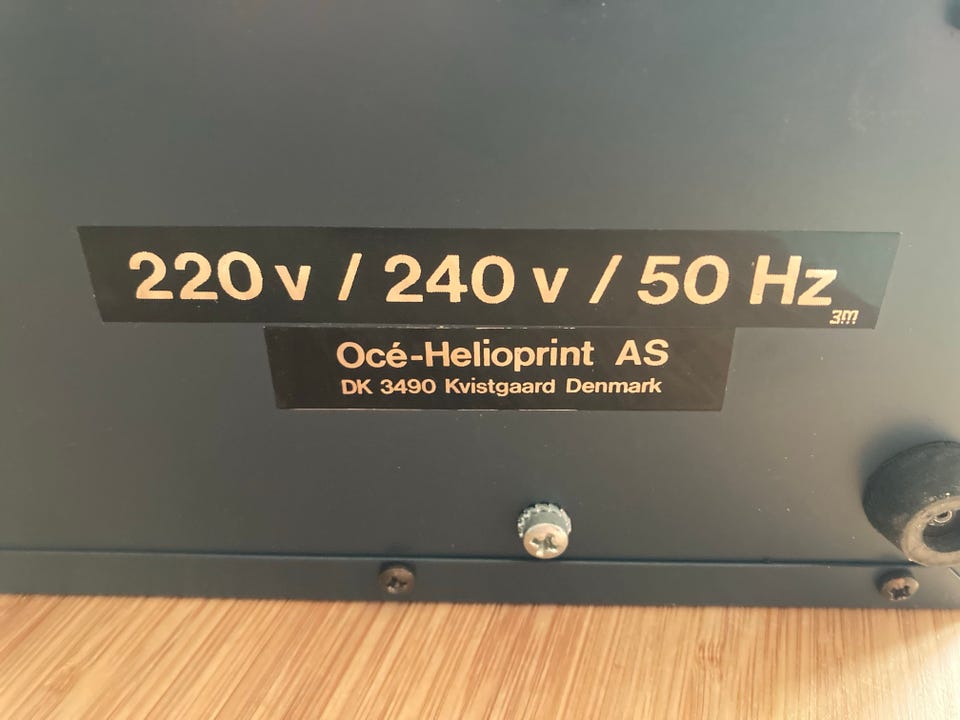 220 v / 240 v / 50 Hz
3M
Océ-Helioprint AS
DK 3490 Kvistgaard Denmark